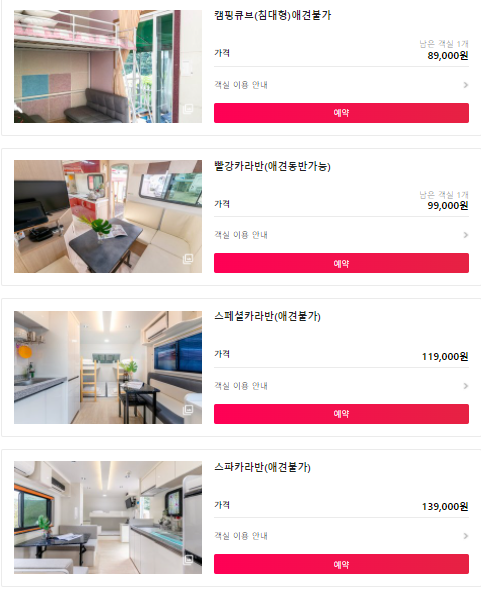 캠핑큐브(침대형)애견불가
남은 객실 1개
가격 89,000원
객실 이용 안내
예약
빨강카라반(애견동반가능)
남은 객실 1개
가격 99,000원
객실 이용 안내
예약
스페셜카라반(애견불가)
가격 119,000원
객실 이용 안내
예약
스파카라반(애견불가)
가격 139,000원
객실 이용 안내
예약